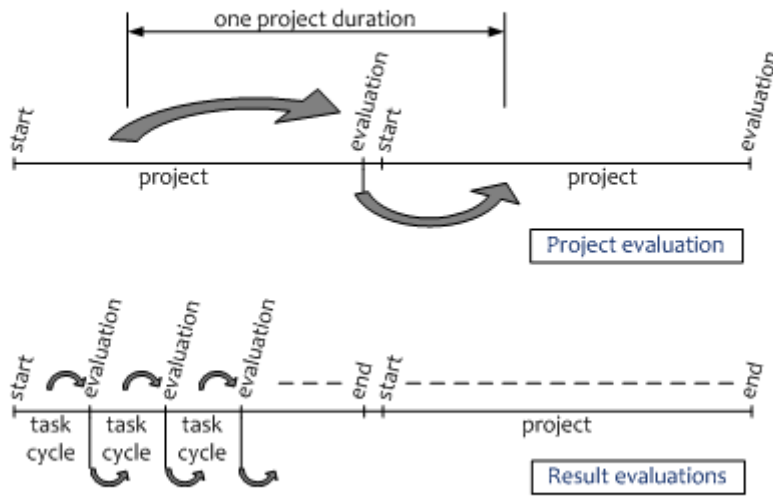 one project duration
start
evaluation
start
evaluation
project
project
Project evaluation
start
evaluation
evaluation
evaluation
end
start
end
task
cycle
task
cycle
task
cycle
project
Result evaluations